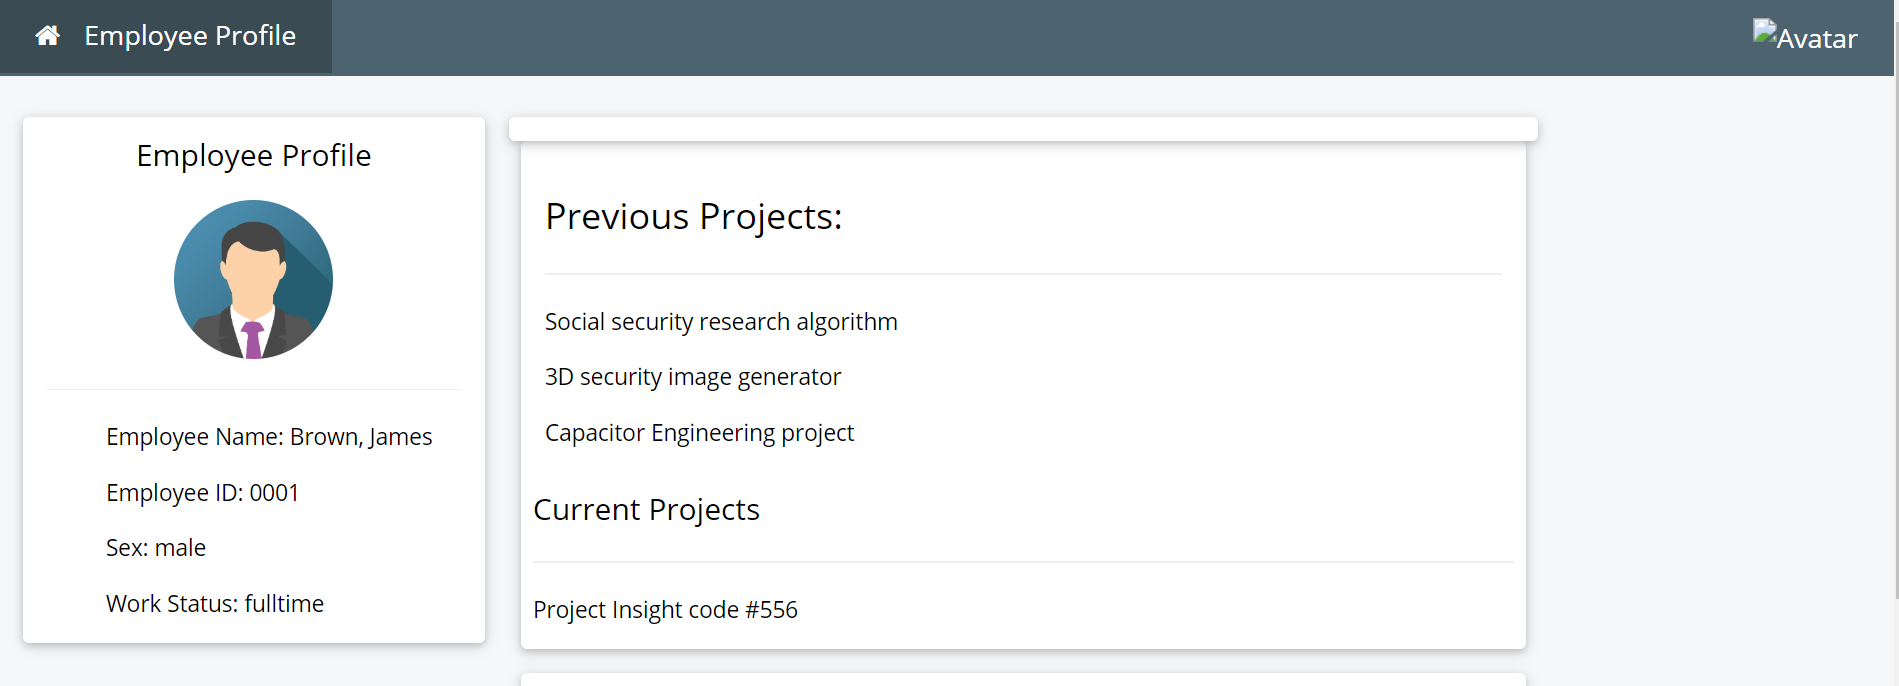 Employee Profile
Avatar
Employee Profile
Employee Name: Brown, James
Employee ID: 0001
Sex: male
Work Status: fulltime
Previous Projects:
Social security research algorithm
3D security image generator
Capacitor Engineering project
Current Projects
Project Insight code #556